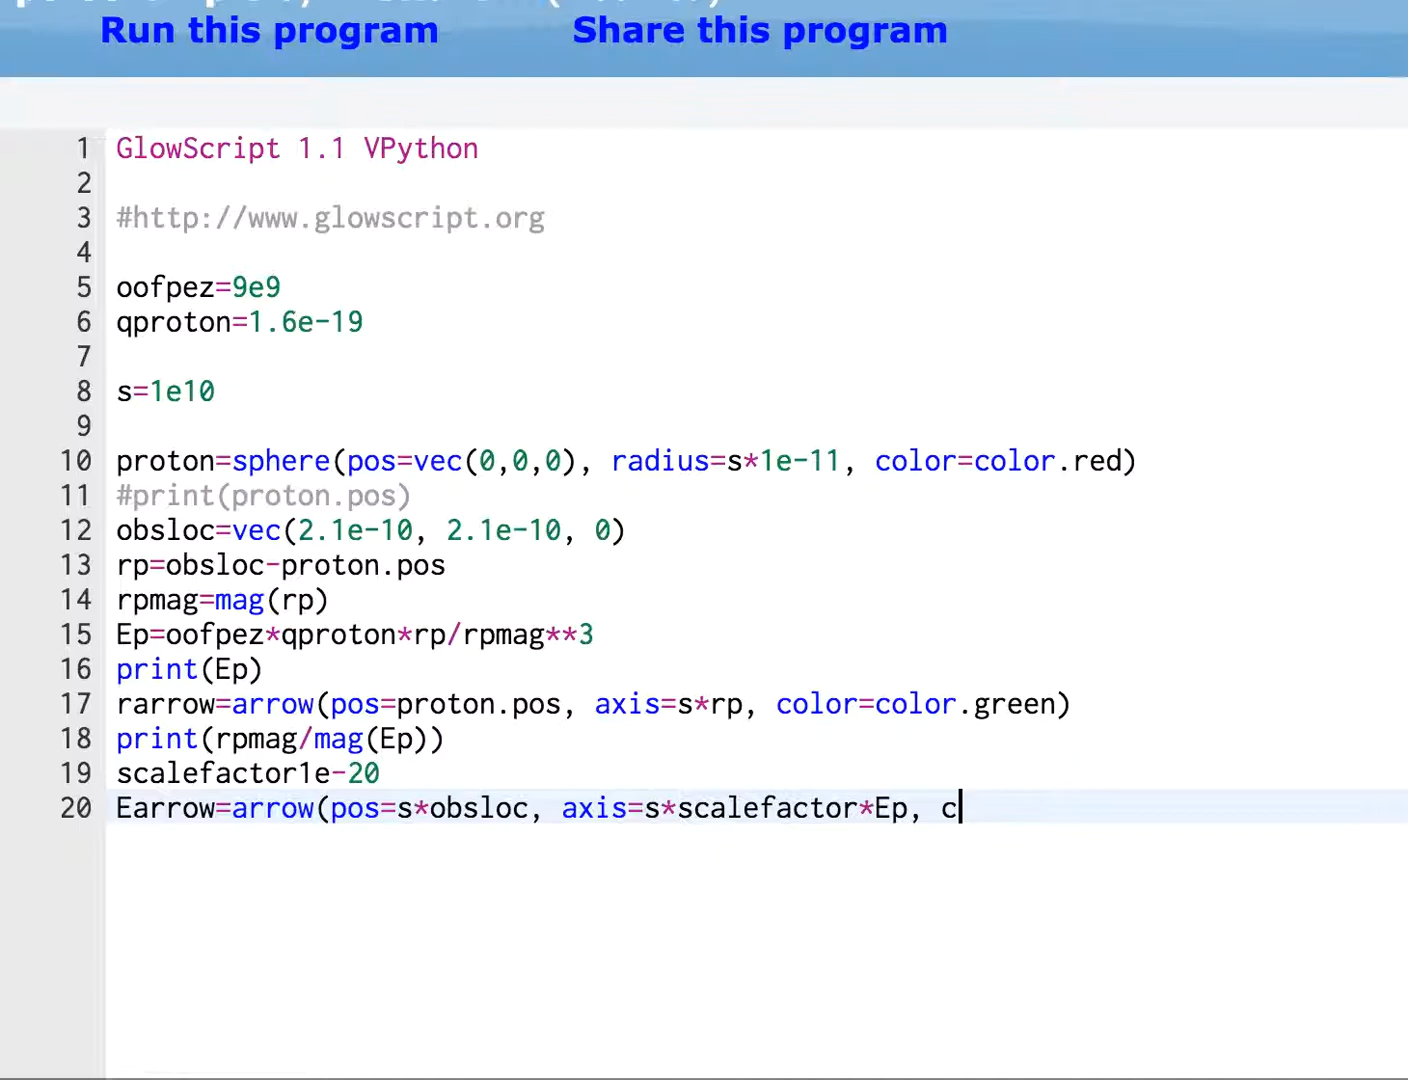 Run this program Share this program
1 GlowScript 1.1 VPython
2
3 #http://www.glowscript.org
4
5 oofpez=9e9
6 qproton=1.6e-19
7
8 s=1e10
9
10 proton=sphere(pos=vec(0,0,0), radius=s*1e-11, color=color.red)
11 #print(proton.pos)
12 obsloc=vec(2.1e-10, 2.1e-10, 0)
13 rp=obsloc-proton.pos
14 rpmag=mag(rp)
15 Ep=oofpez*qproton*rp/rpmag**3
16 print(Ep)
17 rarrow=arrow(pos=proton.pos, axis=s*rp, color=color.green)
18 print(rpmag/mag(Ep))
19 scalefactor1e-20
20 Earrow=arrow(pos=s*obsloc, axis=s*scalefactor*Ep, c